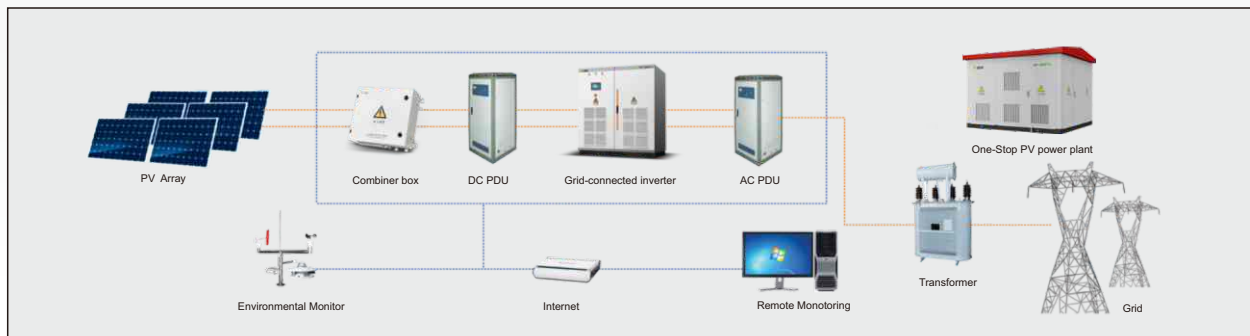 One-Stop PV power plant
PV Array
Combiner box
DC PDU
Grid-connected inverter
AC PDU
Transformer
Environmental Monitor
Internet
Remote Monotoring
Grid